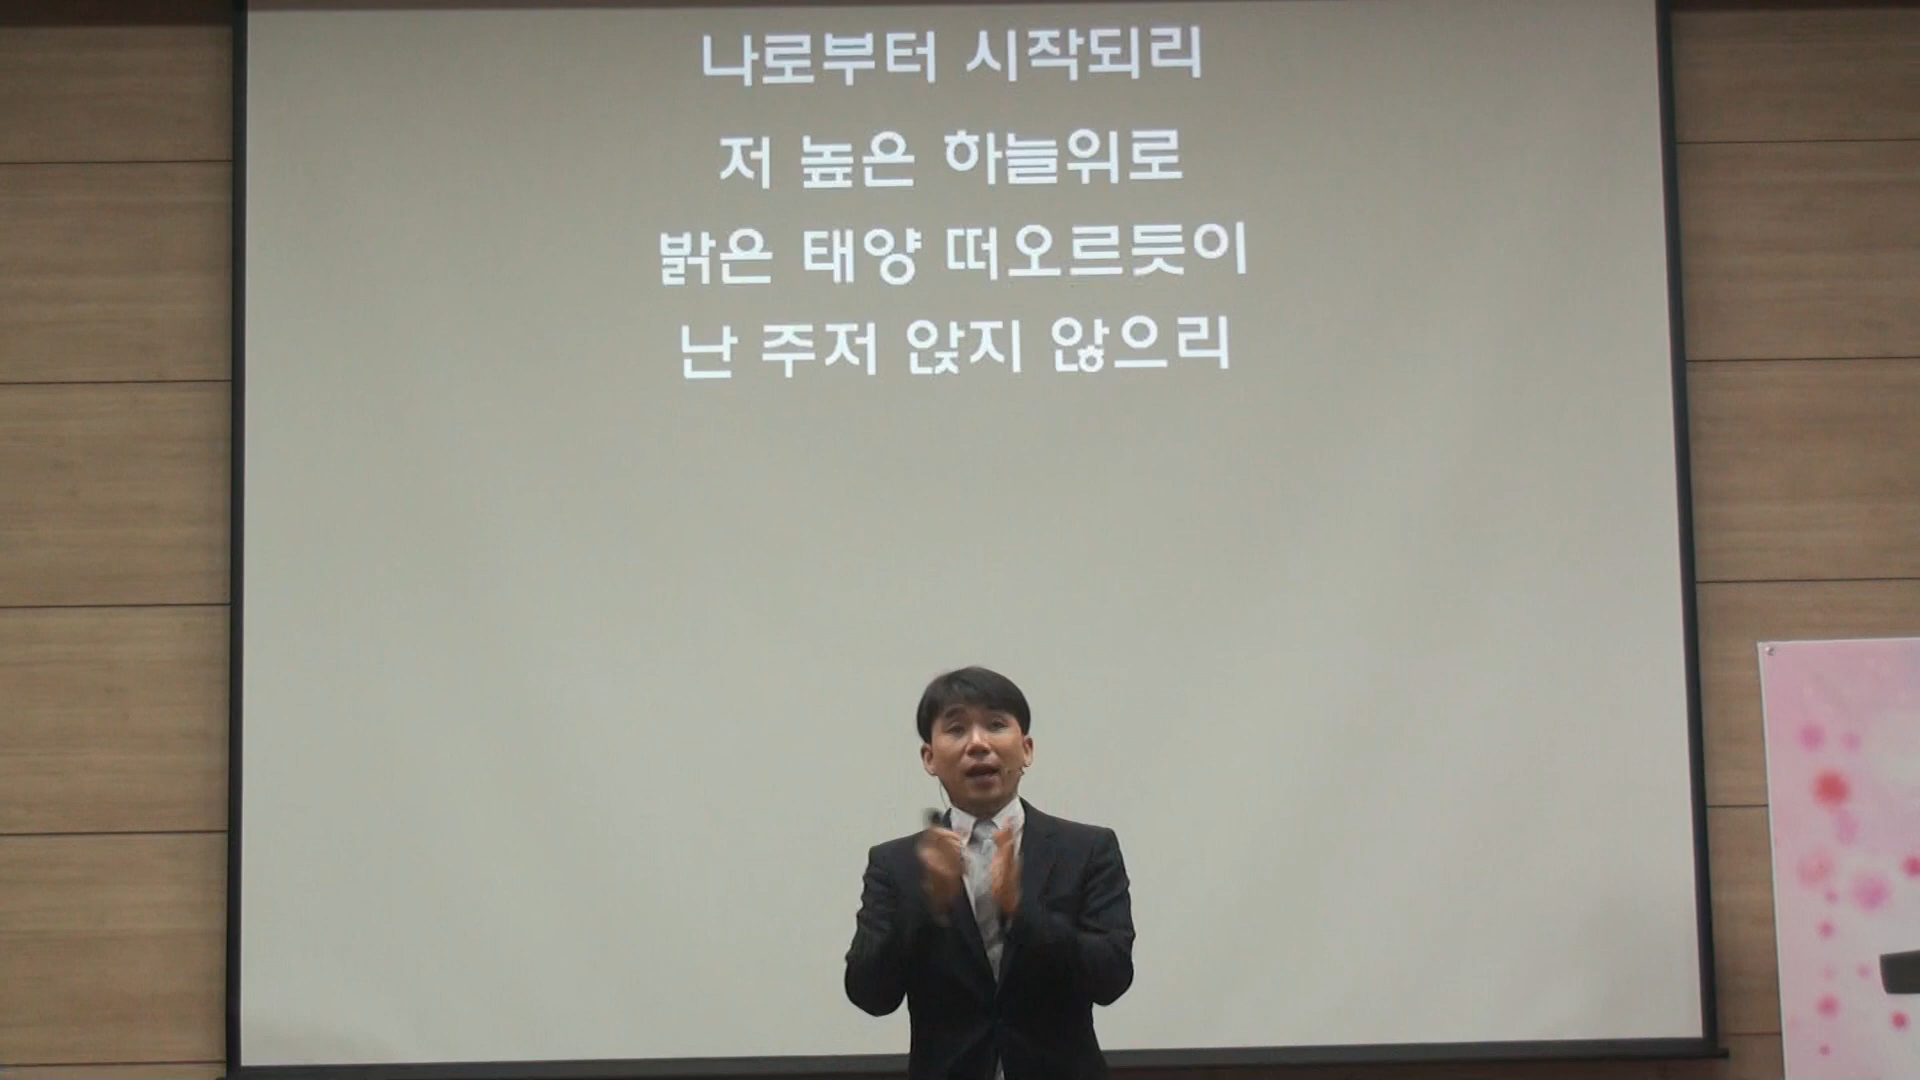 나로부터 시작되리
저 높은 하늘위로
밝은 태양 떠오르듯이
난 주저 앉지 않으리